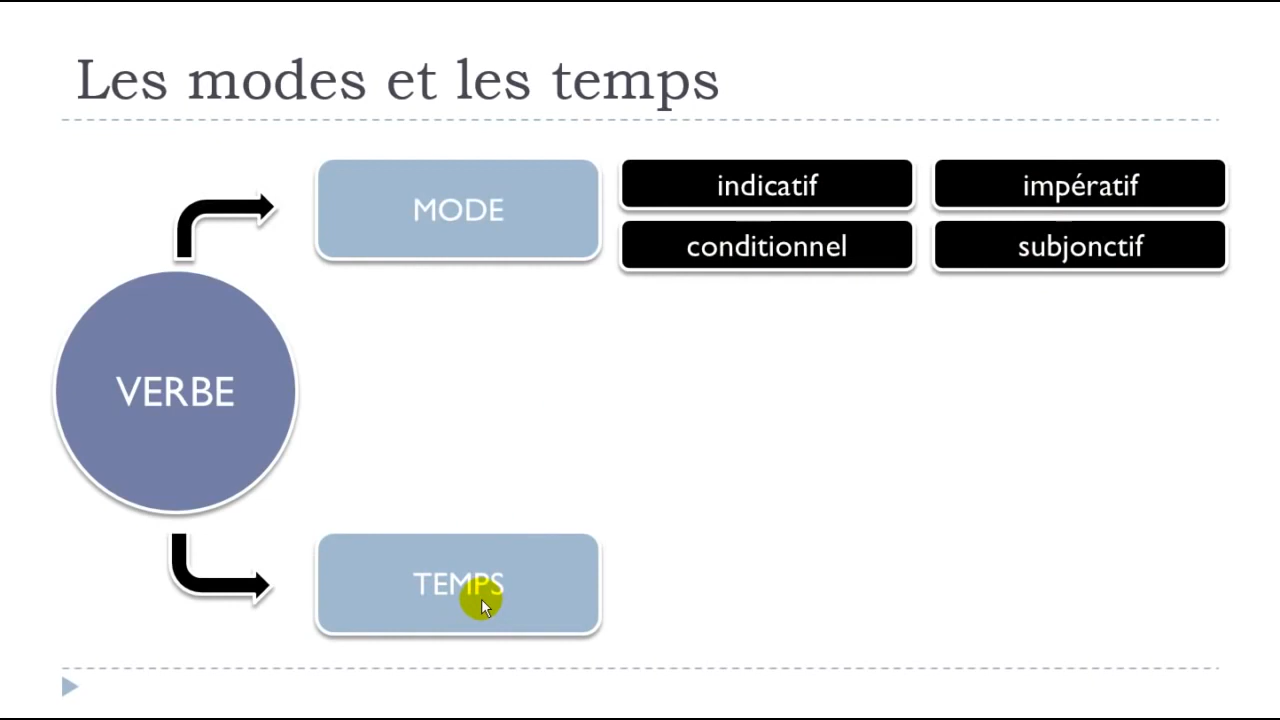 Les modes et les temps
MODE
indicatif
impératif
conditionnel
subjonctif
VERBE
TEMPS